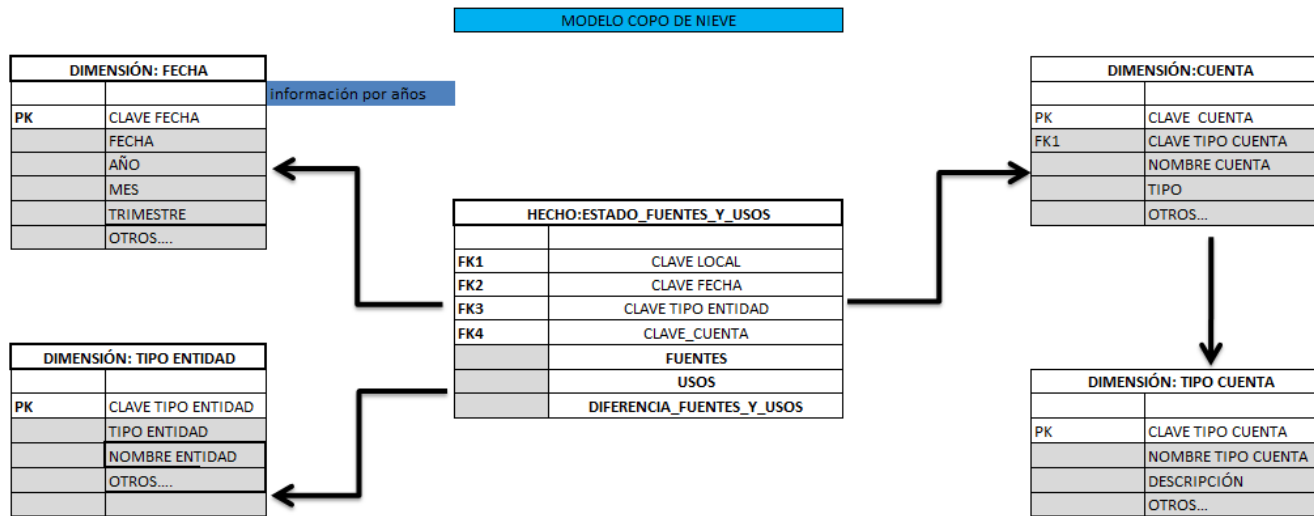 MODELO COPO DE NIEVE
DIMENSIÓN: FECHA
información por años
PK CLAVE FECHA
FECHA
AÑO
MES
TRIMESTRE
OTROS....
DIMENSIÓN:CUENTA
PK CLAVE CUENTA
FK1 CLAVE TIPO CUENTA
NOMBRE CUENTA
TIPO
OTROS...
HECHO:ESTADO_FUENTES_Y_USOS
FK1 CLAVE LOCAL
FK2 CLAVE FECHA
FK3 CLAVE TIPO ENTIDAD
FK4 CLAVE_CUENTA
FUENTES
USOS
DIFERENCIA_FUENTES_Y_USOS
DIMENSIÓN: TIPO ENTIDAD
PK CLAVE TIPO ENTIDAD
TIPO ENTIDAD
NOMBRE ENTIDAD
OTROS....
DIMENSIÓN: TIPO CUENTA
PK CLAVE TIPO CUENTA
NOMBRE TIPO CUENTA
DESCRIPCIÓN
OTROS...